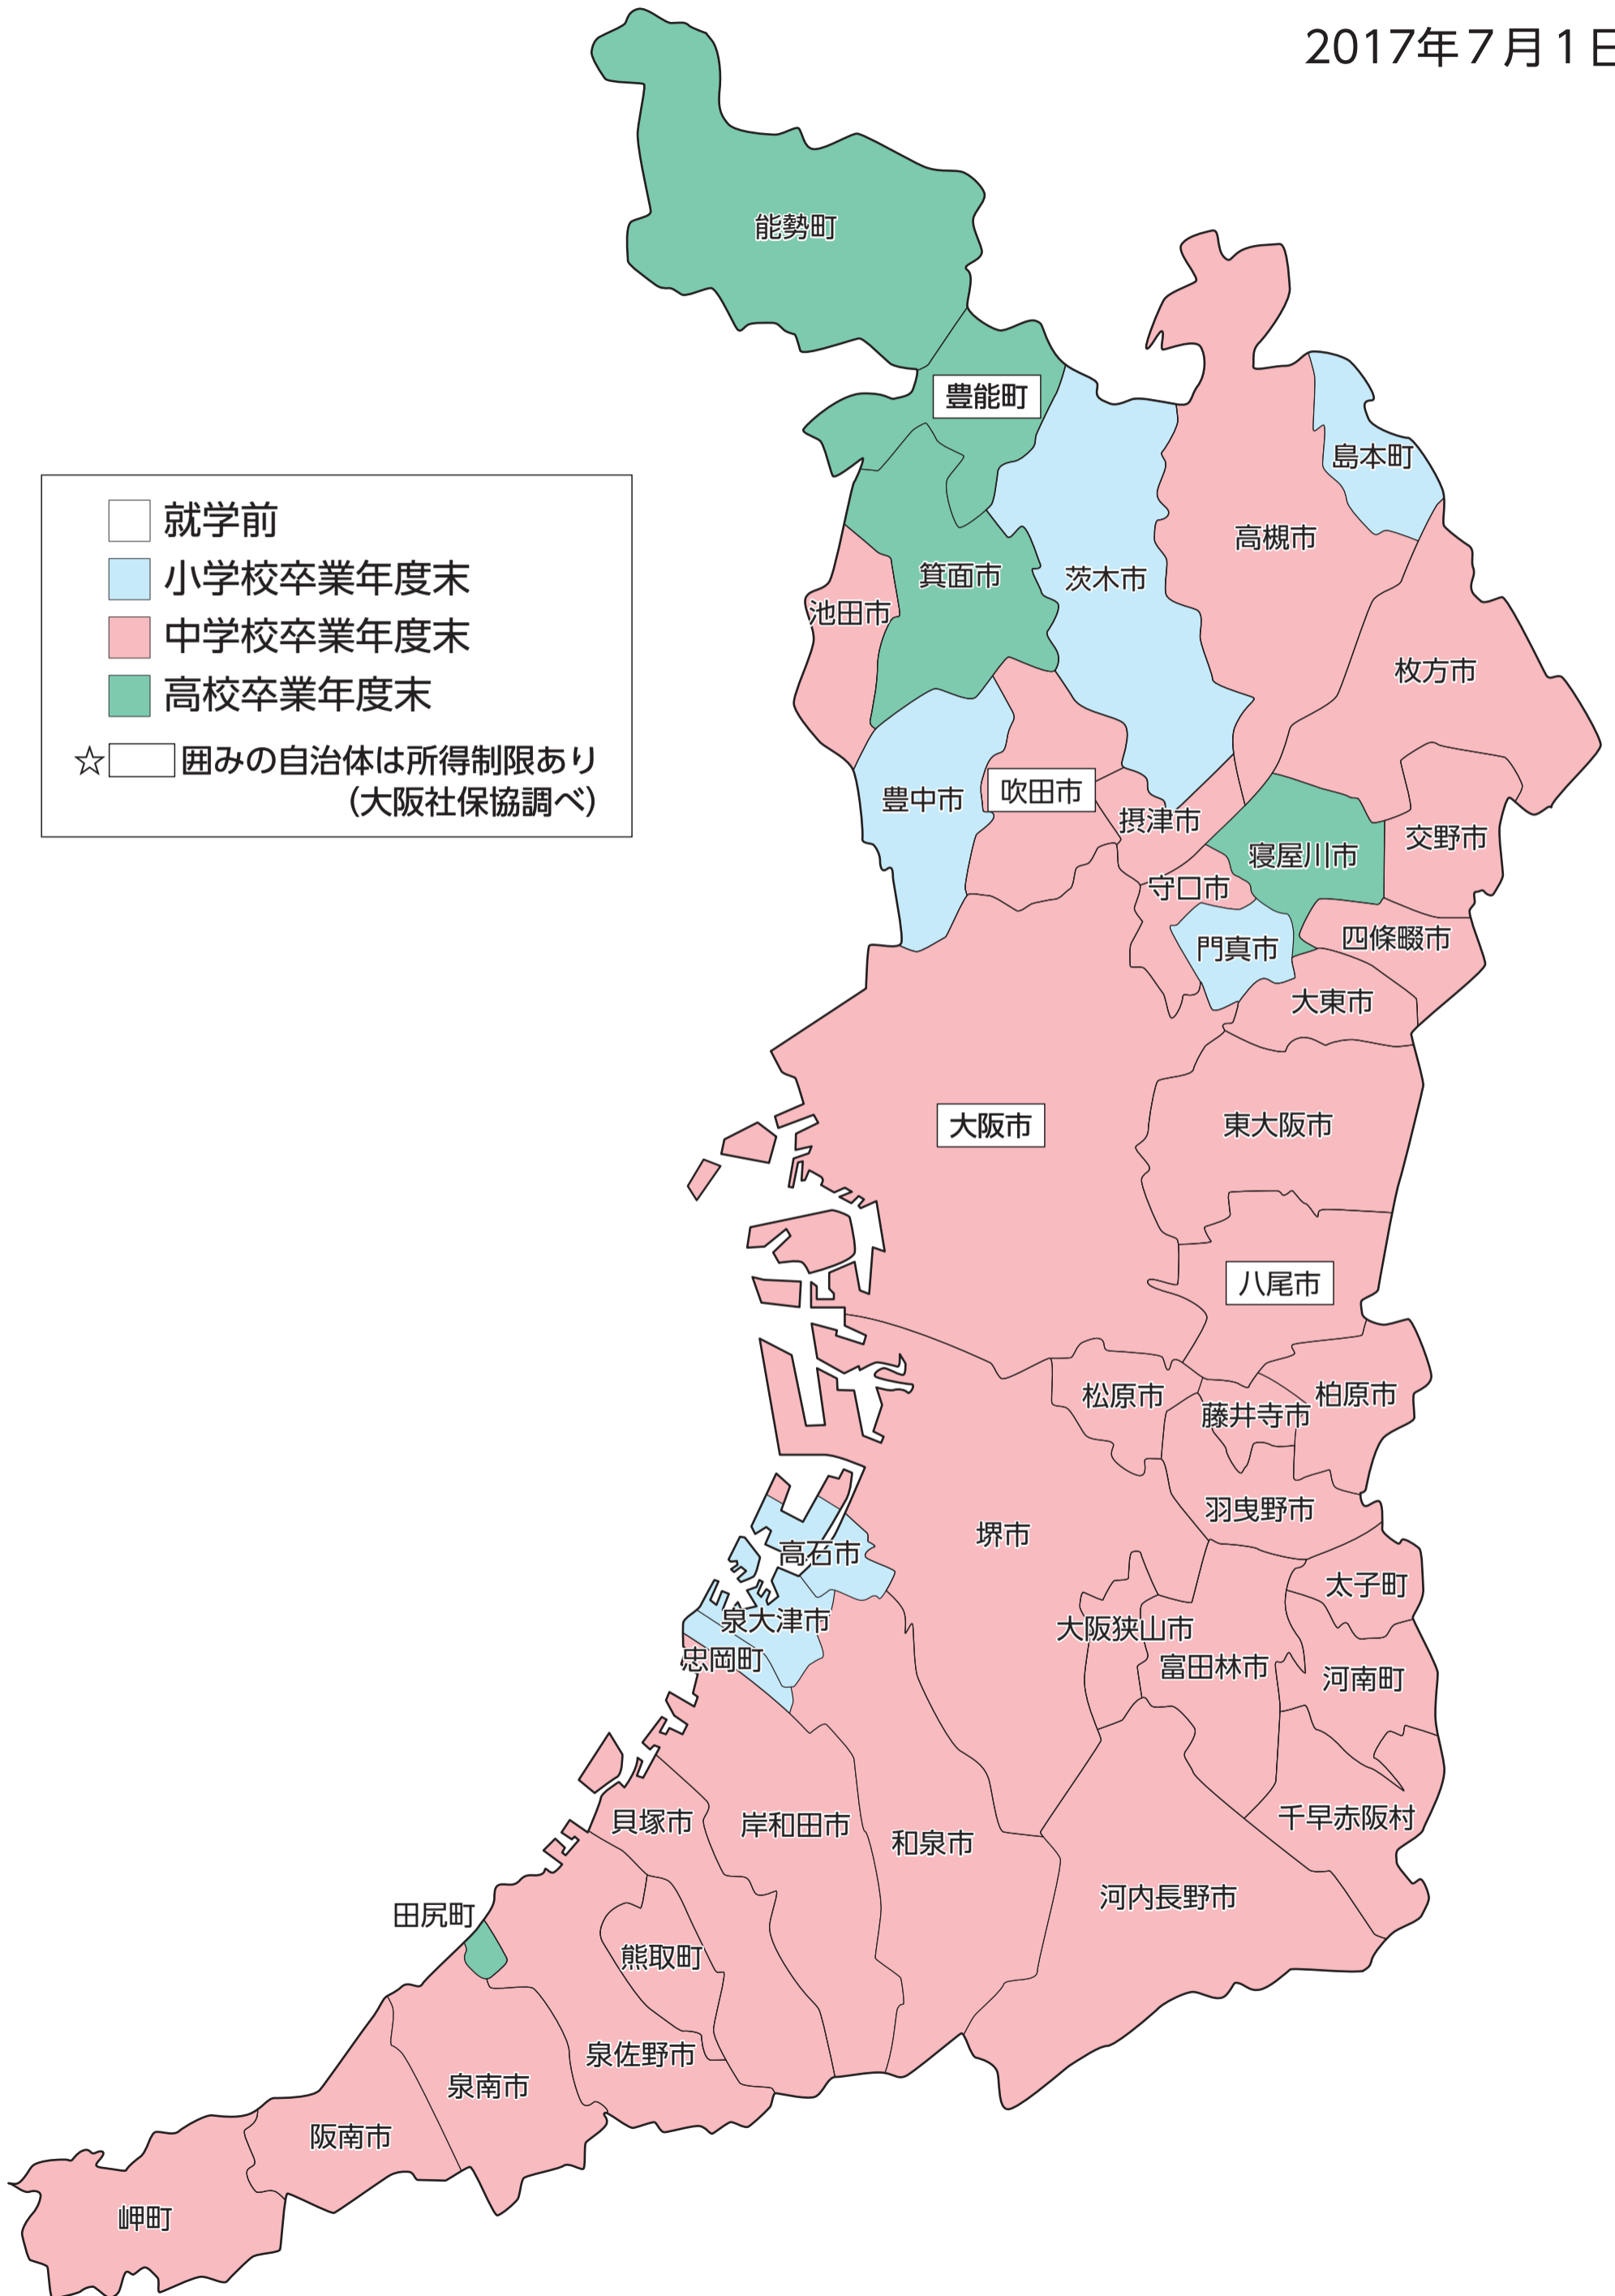 2017年7月1日
能勢町
豊能町
島本町
就学前
小学校卒業年度末
中学校卒業年度末
高校卒業年度末
☆囲みの自治体は所得制限あり
(大阪社保協調べ)
高槻市
箕面市
茨木市
池田市
枚方市
豊中市
吹田市
摂津市
交野市
寝屋川市
守口市
四條畷市
門真市
大東市
大阪市
東大阪市
八尾市
松原市
柏原市
藤井寺市
羽曳野市
堺市
高石市
太子町
泉大津市
大阪狭山市
忠岡町
富田林市
河南町
貝塚市
岸和田市
千早赤阪村
和泉市
河内長野市
田尻町
熊取町
泉佐野市
泉南市
阪南市
岬町